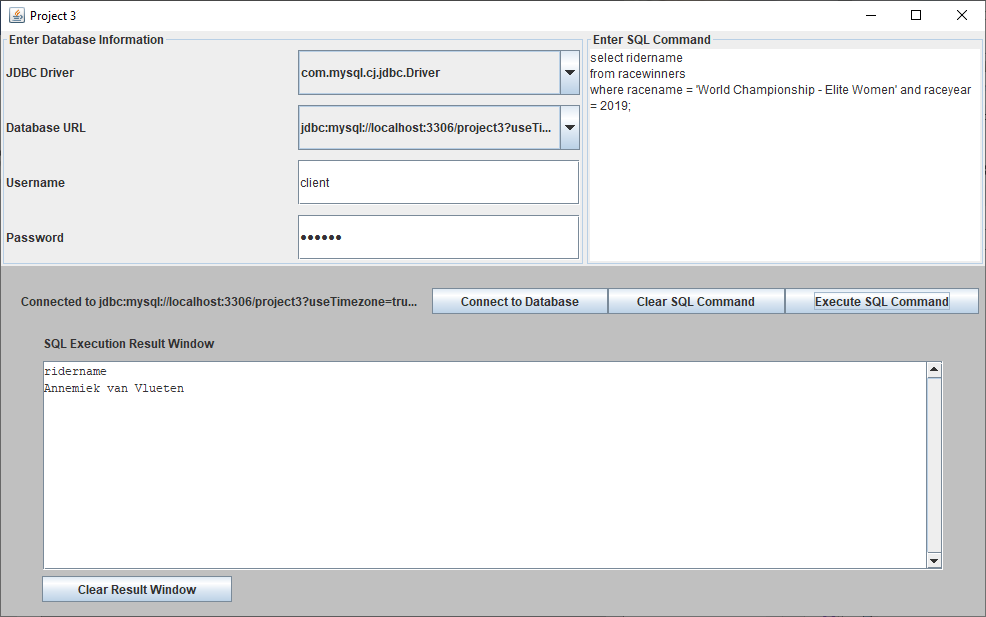 Project 3
Enter Database Information
JDBC Driver
com.mysql.cj.jdbc.Driver
Database URL
jdbc:mysql://localhost:3306/project3?useTi...
Username
client
Password
••••••
Enter SQL Command
select ridername
from racewinners
where racename = 'World Championship - Elite Women' and raceyear
= 2019;
Connected to jdbc:mysql://localhost:3306/project3?useTimezone=tru...
Connect to Database
Clear SQL Command
Execute SQL Command
SQL Execution Result Window
ridername
Annemiek van Vlueten
Clear Result Window